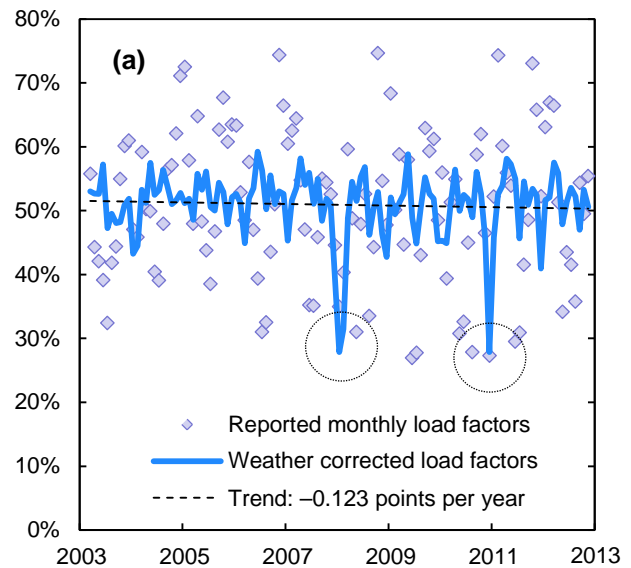 80%
(a)
70%
60%
50%
40%
30%
20%
Reported monthly load factors
Weather corrected load factors
10%
Trend: –0.123 points per year
0%
2003 2005 2007 2009 2011 2013